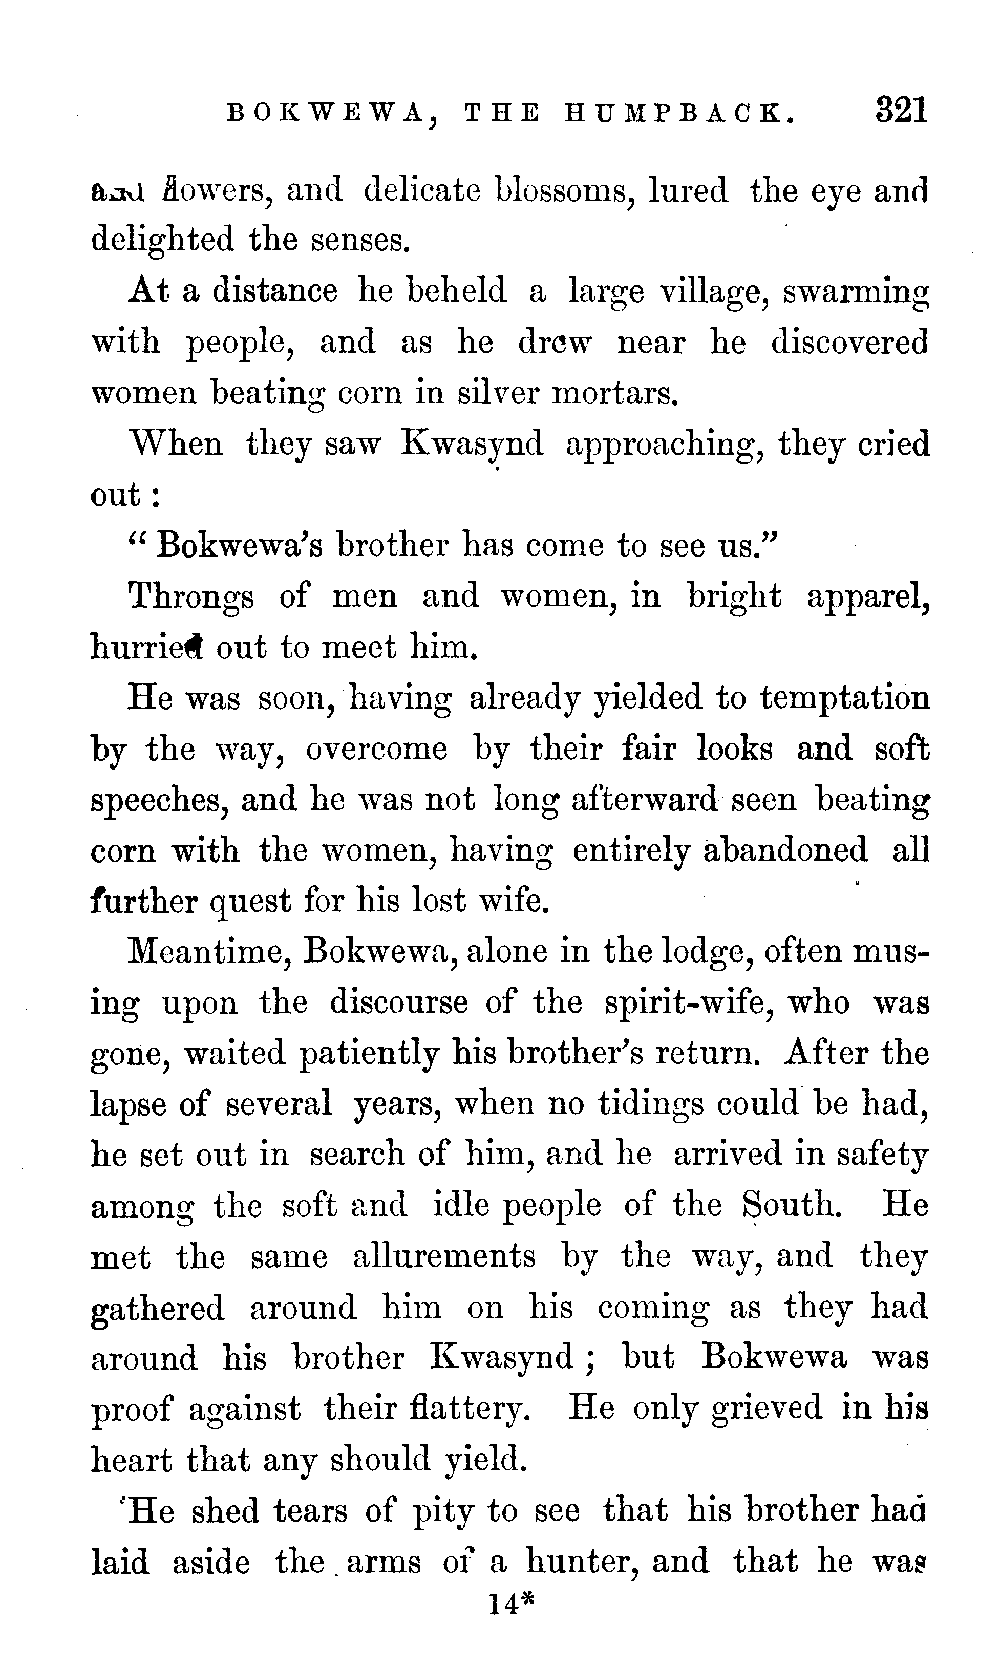 BOKWEWA, THE HUMPBACK. 321
and flowers, and delicate blossoms, lured the eye and
delighted the senses.
At a distance he beheld a large village, swarming
with people, and as he drew near he discovered
women beating corn in silver mortars.
When they saw Kwasynd approaching, they cried
out :
“ Bokwewa’s brother has come to see us.”
Throngs of men and women, in bright apparel,
hurried out to meet him.
He was soon, having already yielded to temptation
by the way, overcome by their fair looks and soft
speeches, and he was not long afterward seen beating
corn with the women, having entirely abandoned all
further quest for his lost wife.
Meantime, Bokwewa, alone in the lodge, often mus-
ing upon the discourse of the spirit-wife, who was
gone, waited patiently his brother’s return. After the
lapse of several years, when no tidings could be had,
he set out in search of him, and he arrived in safety
among the soft and idle people of the South. He
met the same allurements by the way, and they
gathered around him on his coming as they had
around his brother Kwasynd ; but Bokwewa was
proof against their flattery. He only grieved in his
heart that any should yield.
He shed tears of pity to see that his brother had
laid aside the arms of a hunter, and that he was
14*